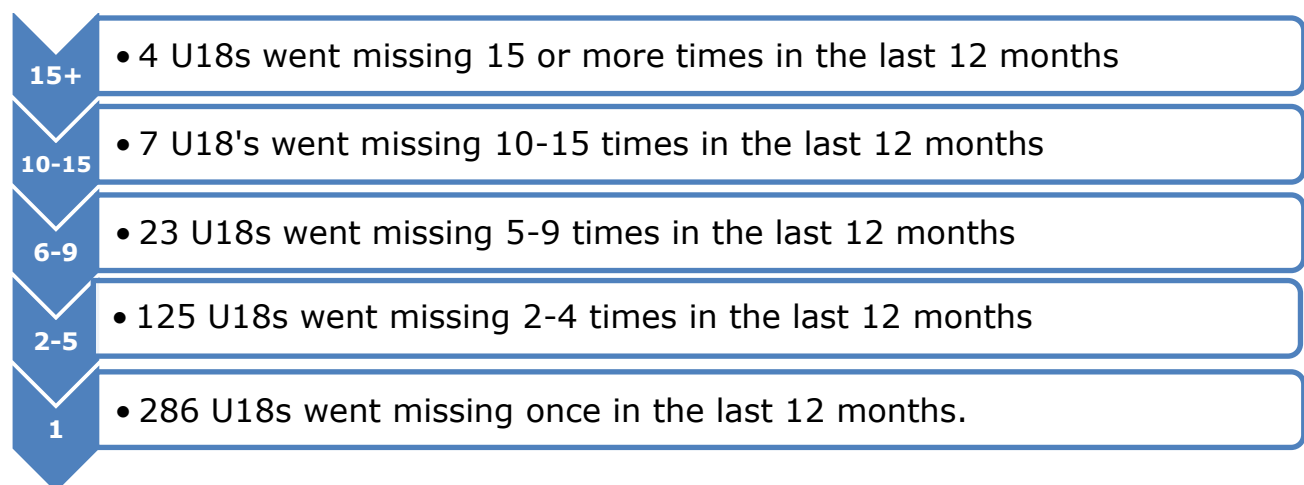 15+
• 4 U18s went missing 15 or more times in the last 12 months
10-15
• 7 U18's went missing 10-15 times in the last 12 months
6-9
• 23 U18s went missing 5-9 times in the last 12 months
2-5
• 125 U18s went missing 2-4 times in the last 12 months
1
• 286 U18s went missing once in the last 12 months.